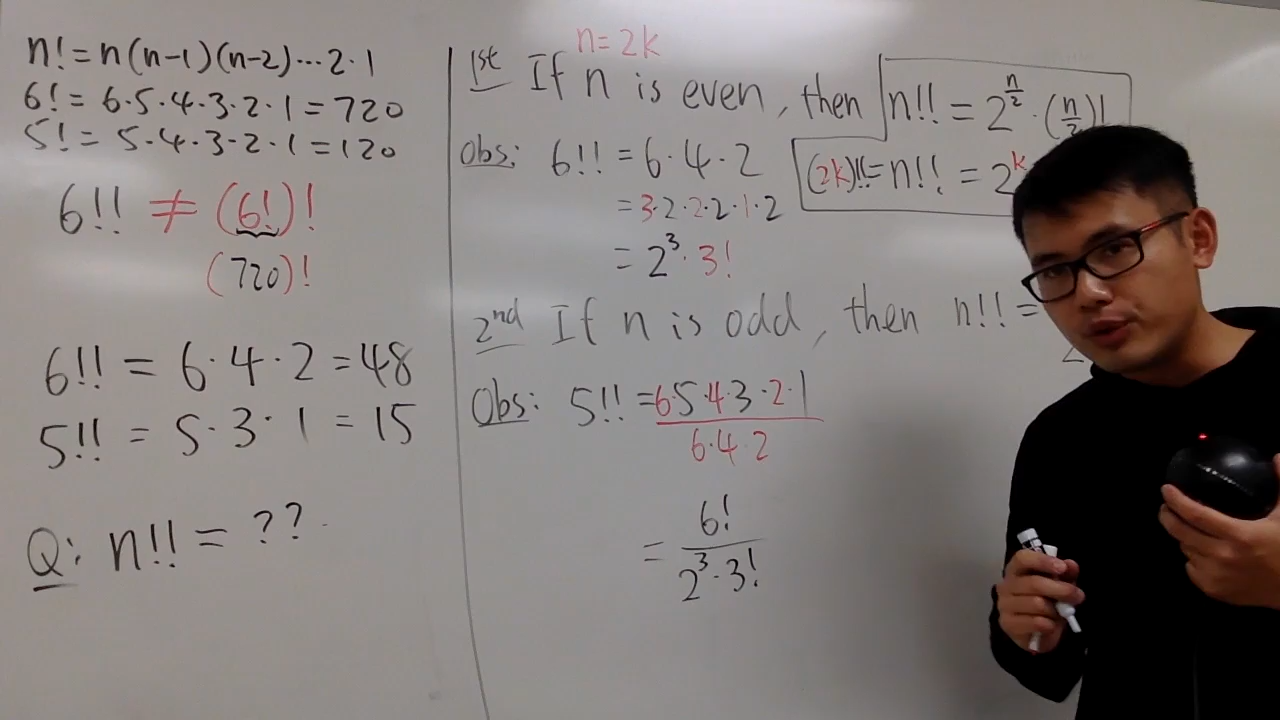 n! = n(n-1)(n-2)...2·1
6! = 6·5·4·3·2·1 = 720
5! = 5·4·3·2·1 = 120
6!! ≠ (6!)!
(720)!
6!! = 6·4·2 = 48
5!! = 5·3·1 = 15
Q: n!! = ??
n=2k
1st If n is even, then n!! = 2^(n/2) · (n/2)!
Obs: 6!! = 6·4·2
(2k)!! = n!! = 2^k
= 3·2·2·2·1·2
= 2^3·3!
2nd If n is odd, then n!! =
Obs: 5!! = 6·5·4·3·2·1
6·4·2
= 6!
2^3·3!